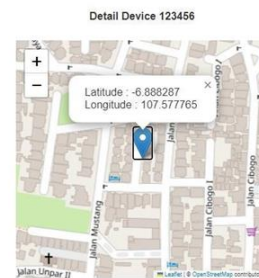 Detail Device 123456
+
−
Latitude : -6.888287
Longitude : 107.577765
×
Jalan Cibogo I
Jalan Cibogo
Jalan Mustang
Jalan Unpar II
Leaflet | © OpenStreetMap